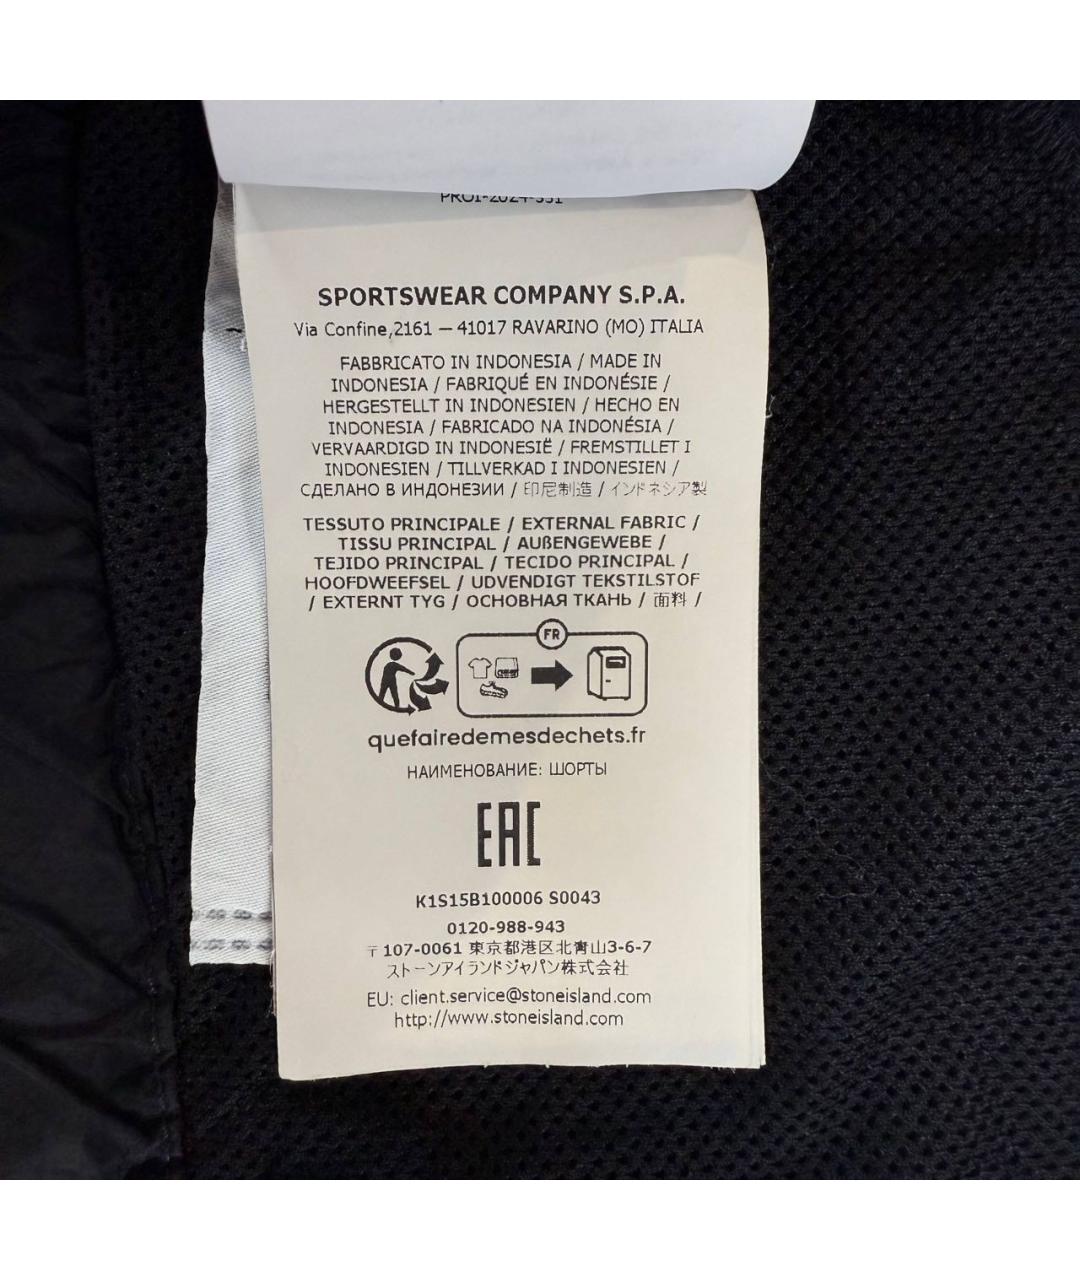 SPORTSWEAR COMPANY S.P.A.
Via Confine,2161 — 41017 RAVARINO (MO) ITALIA
FABBRICATO IN INDONESIA / MADE IN
INDONESIA / FABRIQUÉ EN INDONÉSIE /
HERGESTELLT IN INDONESIEN / HECHO EN
INDONESIA / FABRICADO NA INDONÉSIA /
VERVAARDIGD IN INDONESIË / FREMSTILLET I
INDONESIEN / TILLVERKAD I INDONESIEN /
СДЕЛАНО В ИНДОНЕЗИИ / 印尼制造 / インドネシア製
TESSUTO PRINCIPALE / EXTERNAL FABRIC /
TISSU PRINCIPAL / AUßENGEWEBE /
TEJIDO PRINCIPAL / TECIDO PRINCIPAL /
HOOFDWEEFSEL / UDVENDIGT TEKSTILSTOF
/ EXTERNT TYG / ОСНОВНАЯ ТКАНЬ / 面料 /
FR
quefairedemesdechets.fr
НАИМЕНОВАНИЕ: ШОРТЫ
EAC
K1S15B100006 S0043
0120-988-943
〒107-0061 東京都港区北青山3-6-7
ストーンアイランドジャパン株式会社
EU: client.service@stoneisland.com
http://www.stoneisland.com